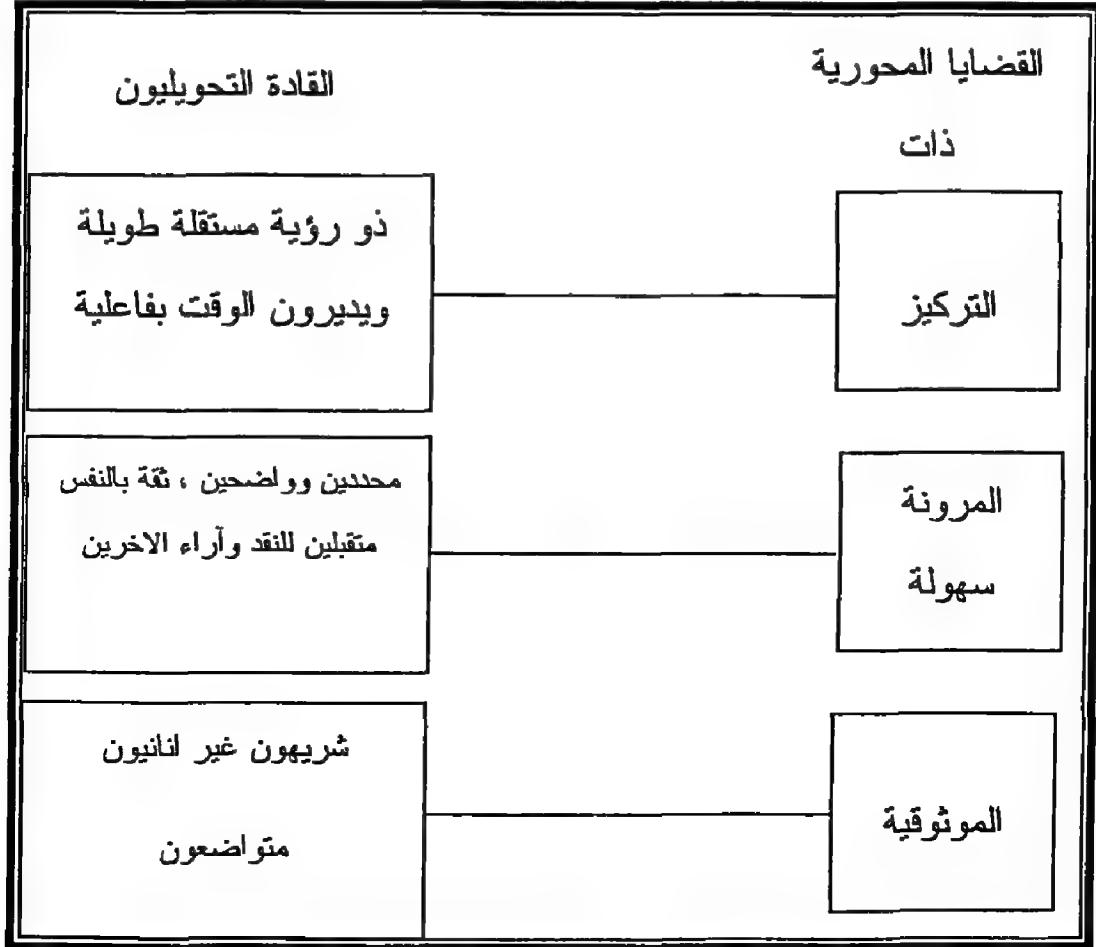 القضايا المحورية
ذات
القادة التحويليون
التركيز
ذو رؤية مستقلة طويلة
ويديرون الوقت بفاعلية
المرونة
سهولة
محددين وواضحين ، ثقة بالنفس
متقبلين للنقد وآراء الاخرين
الموثوقية
شريهون غير انانيون
متواضعون